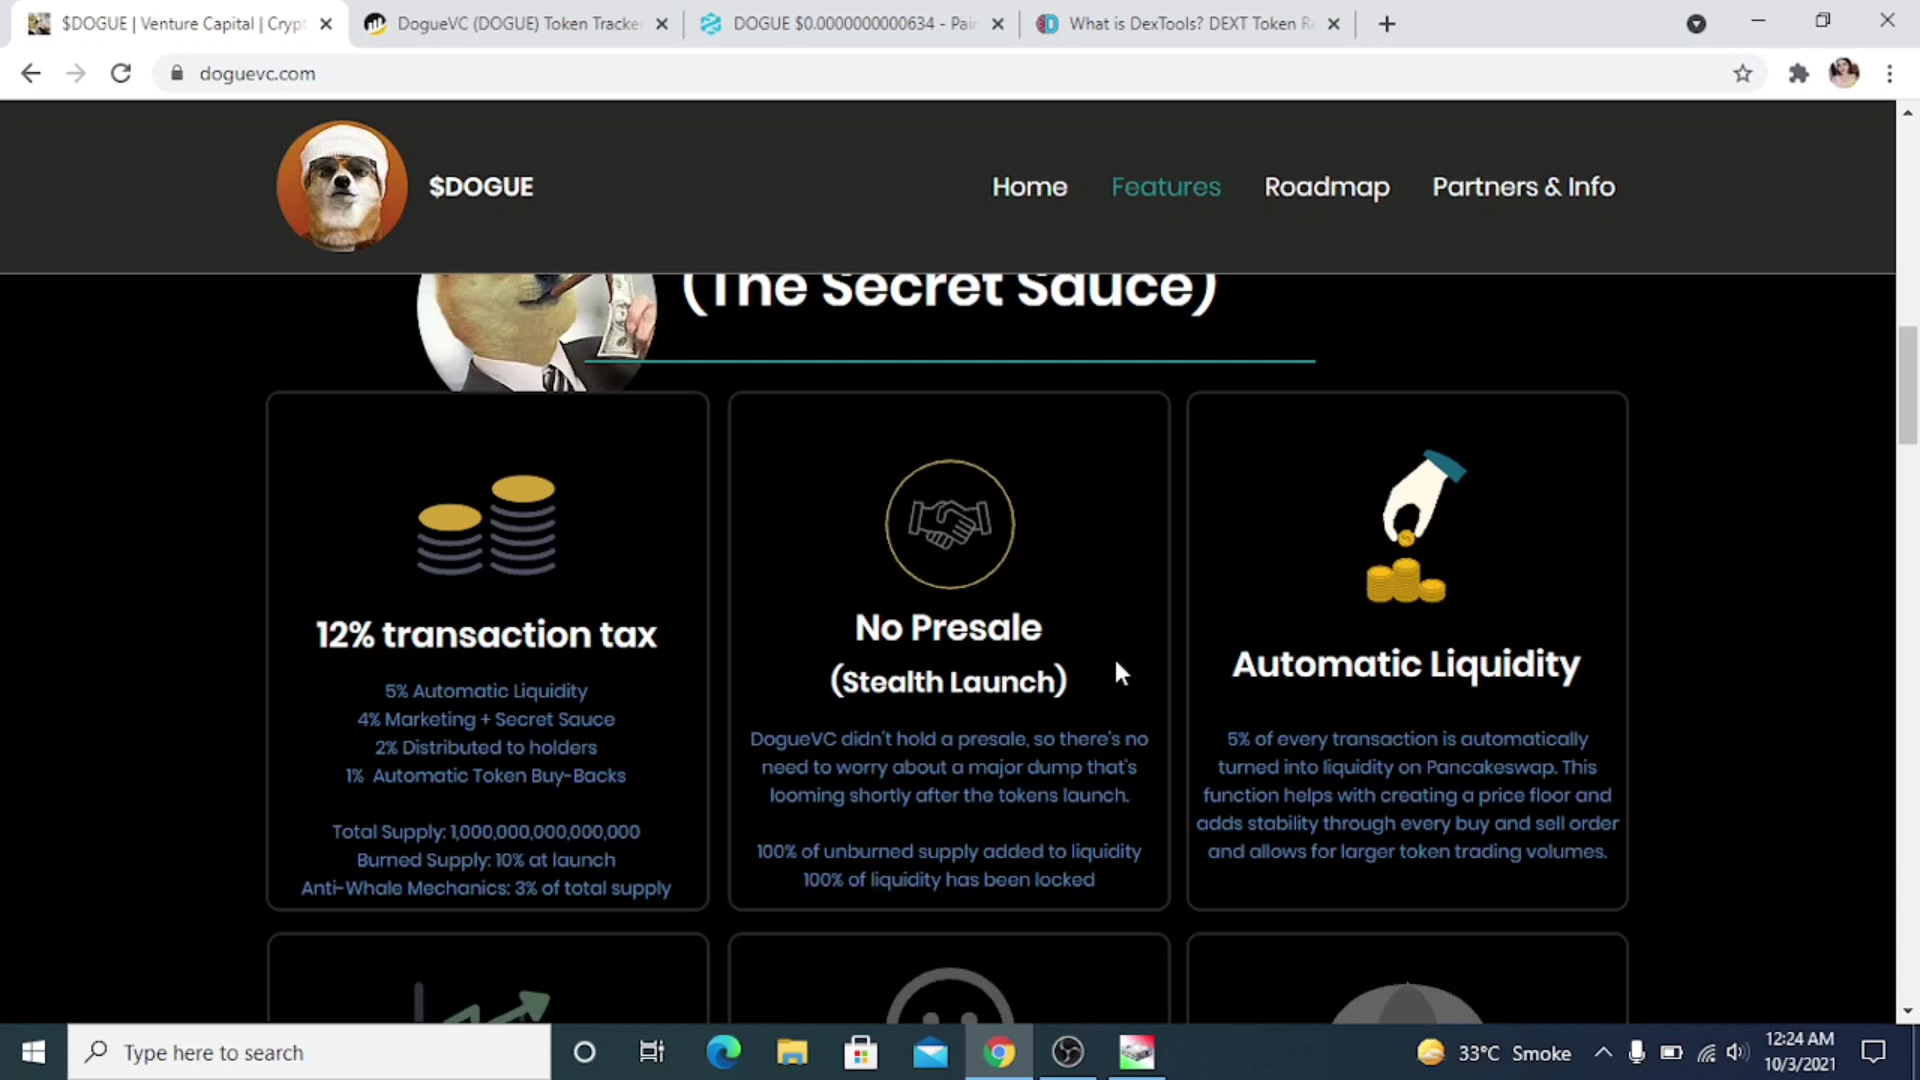 $DOGUE | Venture Capital | Crypt
DogueVC (DOGUE) Token Tracke
DOGUE $0.0000000000634 - Pair
What is DexTools? DEXT Token Re
doguevc.com
$DOGUE
Home
Features
Roadmap
Partners & Info
(The Secret Sauce)
12% transaction tax
5% Automatic Liquidity
4% Marketing + Secret Sauce
2% Distributed to holders
1% Automatic Token Buy-Backs
Total Supply: 1,000,000,000,000,000
Burned Supply: 10% at launch
Anti-Whale Mechanics: 3% of total supply
No Presale
(Stealth Launch)
DogueVC didn't hold a presale, so there's no
need to worry about a major dump that's
looming shortly after the tokens launch.
100% of unburned supply added to liquidity
100% of liquidity has been locked
Automatic Liquidity
5% of every transaction is automatically
turned into liquidity on Pancakeswap. This
function helps with creating a price floor and
adds stability through every buy and sell order
and allows for larger token trading volumes.
Type here to search
33°C Smoke
12:24 AM
10/3/2021